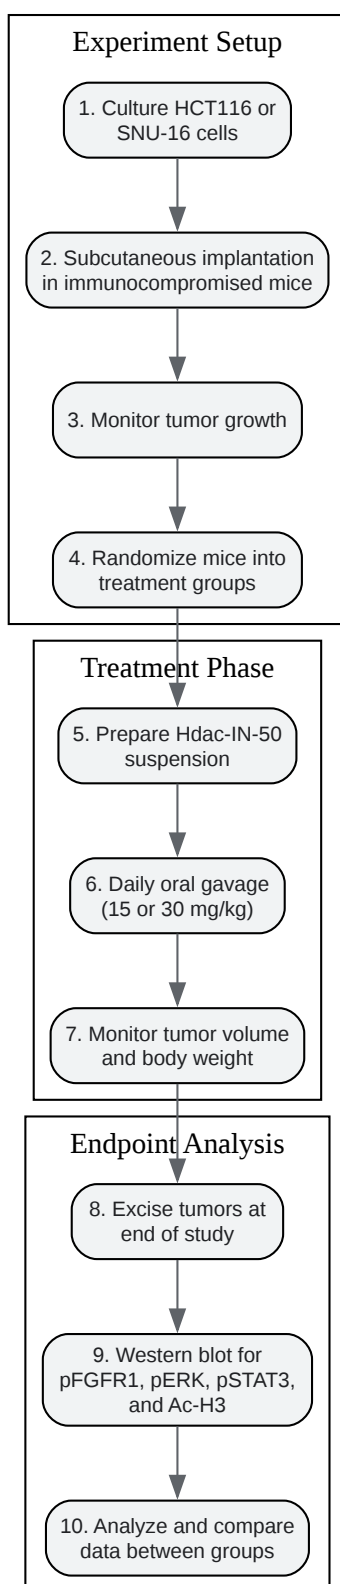 Experiment Setup
1. Culture HCT116 or
SNU-16 cells
2. Subcutaneous implantation
in immunocompromised mice
3. Monitor tumor growth
4. Randomize mice into
treatment groups
Treatment Phase
5. Prepare Hdac-IN-50
suspension
6. Daily oral gavage
(15 or 30 mg/kg)
7. Monitor tumor volume
and body weight
Endpoint Analysis
8. Excise tumors at
end of study
9. Western blot for
pFGFR1, pERK, pSTAT3,
and Ac-H3
10. Analyze and compare
data between groups